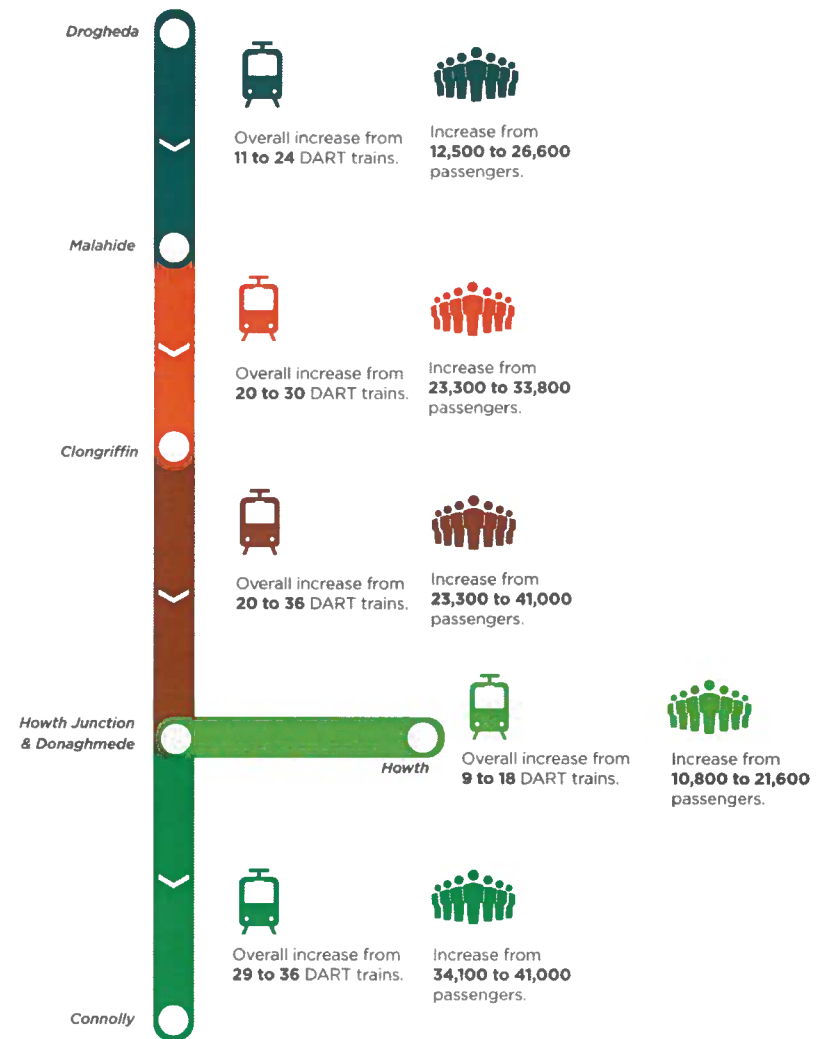 Drogheda
Overall increase from
11 to 24 DART trains.
Increase from
12,500 to 26,600
passengers.
Malahide
Overall increase from
20 to 30 DART trains.
Increase from
23,300 to 33,800
passengers.
Clongriffin
Overall increase from
20 to 36 DART trains.
Increase from
23,300 to 41,000
passengers.
Howth Junction
& Donaghmede
Howth
Overall increase from
9 to 18 DART trains.
Increase from
10,800 to 21,600
passengers.
Overall increase from
29 to 36 DART trains.
Increase from
34,100 to 41,000
passengers.
Connolly